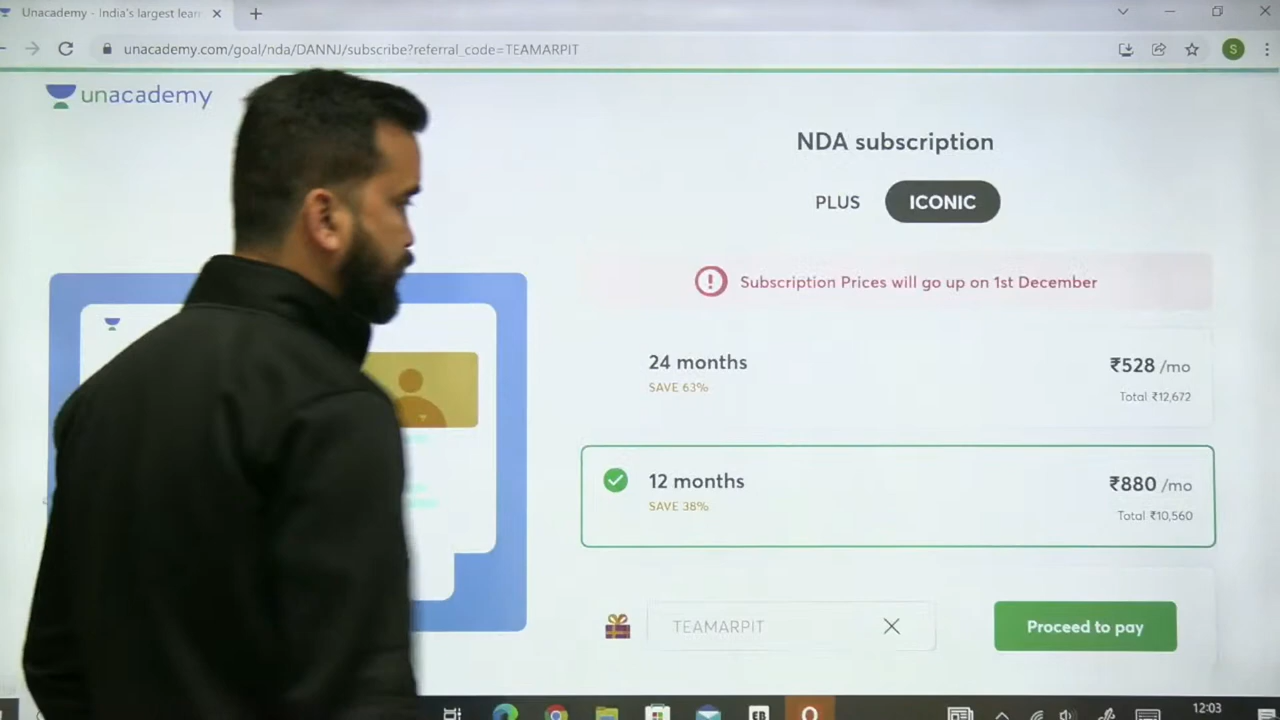 Unacademy - India's largest lear
unacademy.com/goal/nda/DANNJ/subscribe?referral_code=TEAMARPIT
S
unacademy
NDA subscription
PLUS ICONIC
Subscription Prices will go up on 1st December
24 months ₹528 /mo
SAVE 63% Total ₹12,672
12 months ₹880 /mo
SAVE 38% Total ₹10,560
TEAMARPIT Proceed to pay
12:03